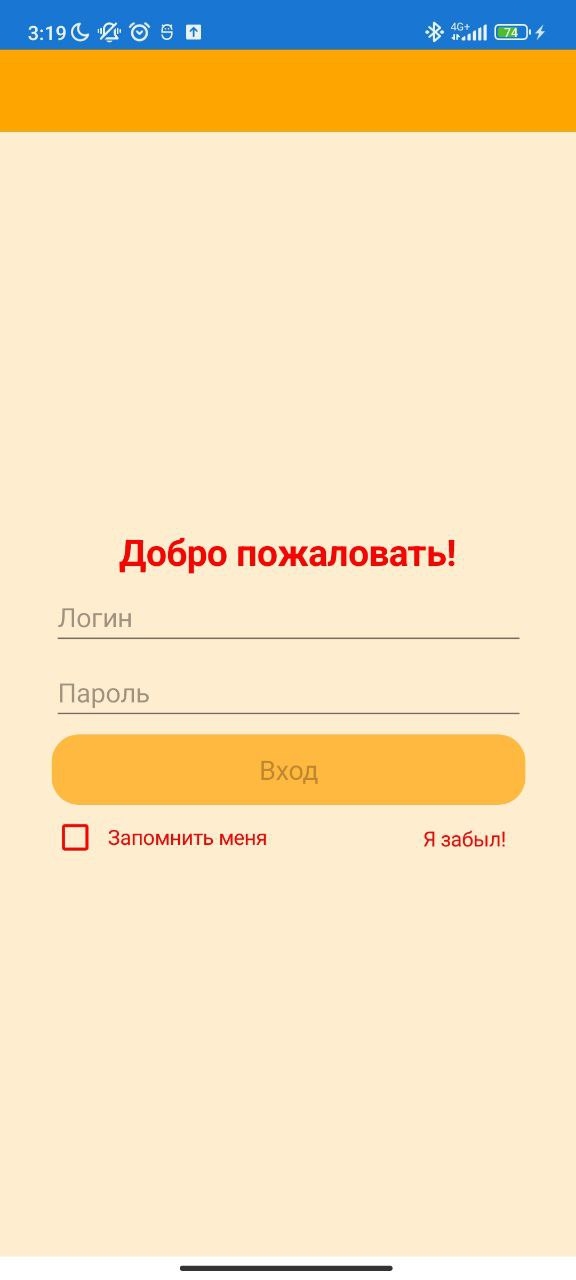 3:19 4G+ 74
Добро пожаловать!
Логин
Пароль
Вход
Запомнить меня Я забыл!